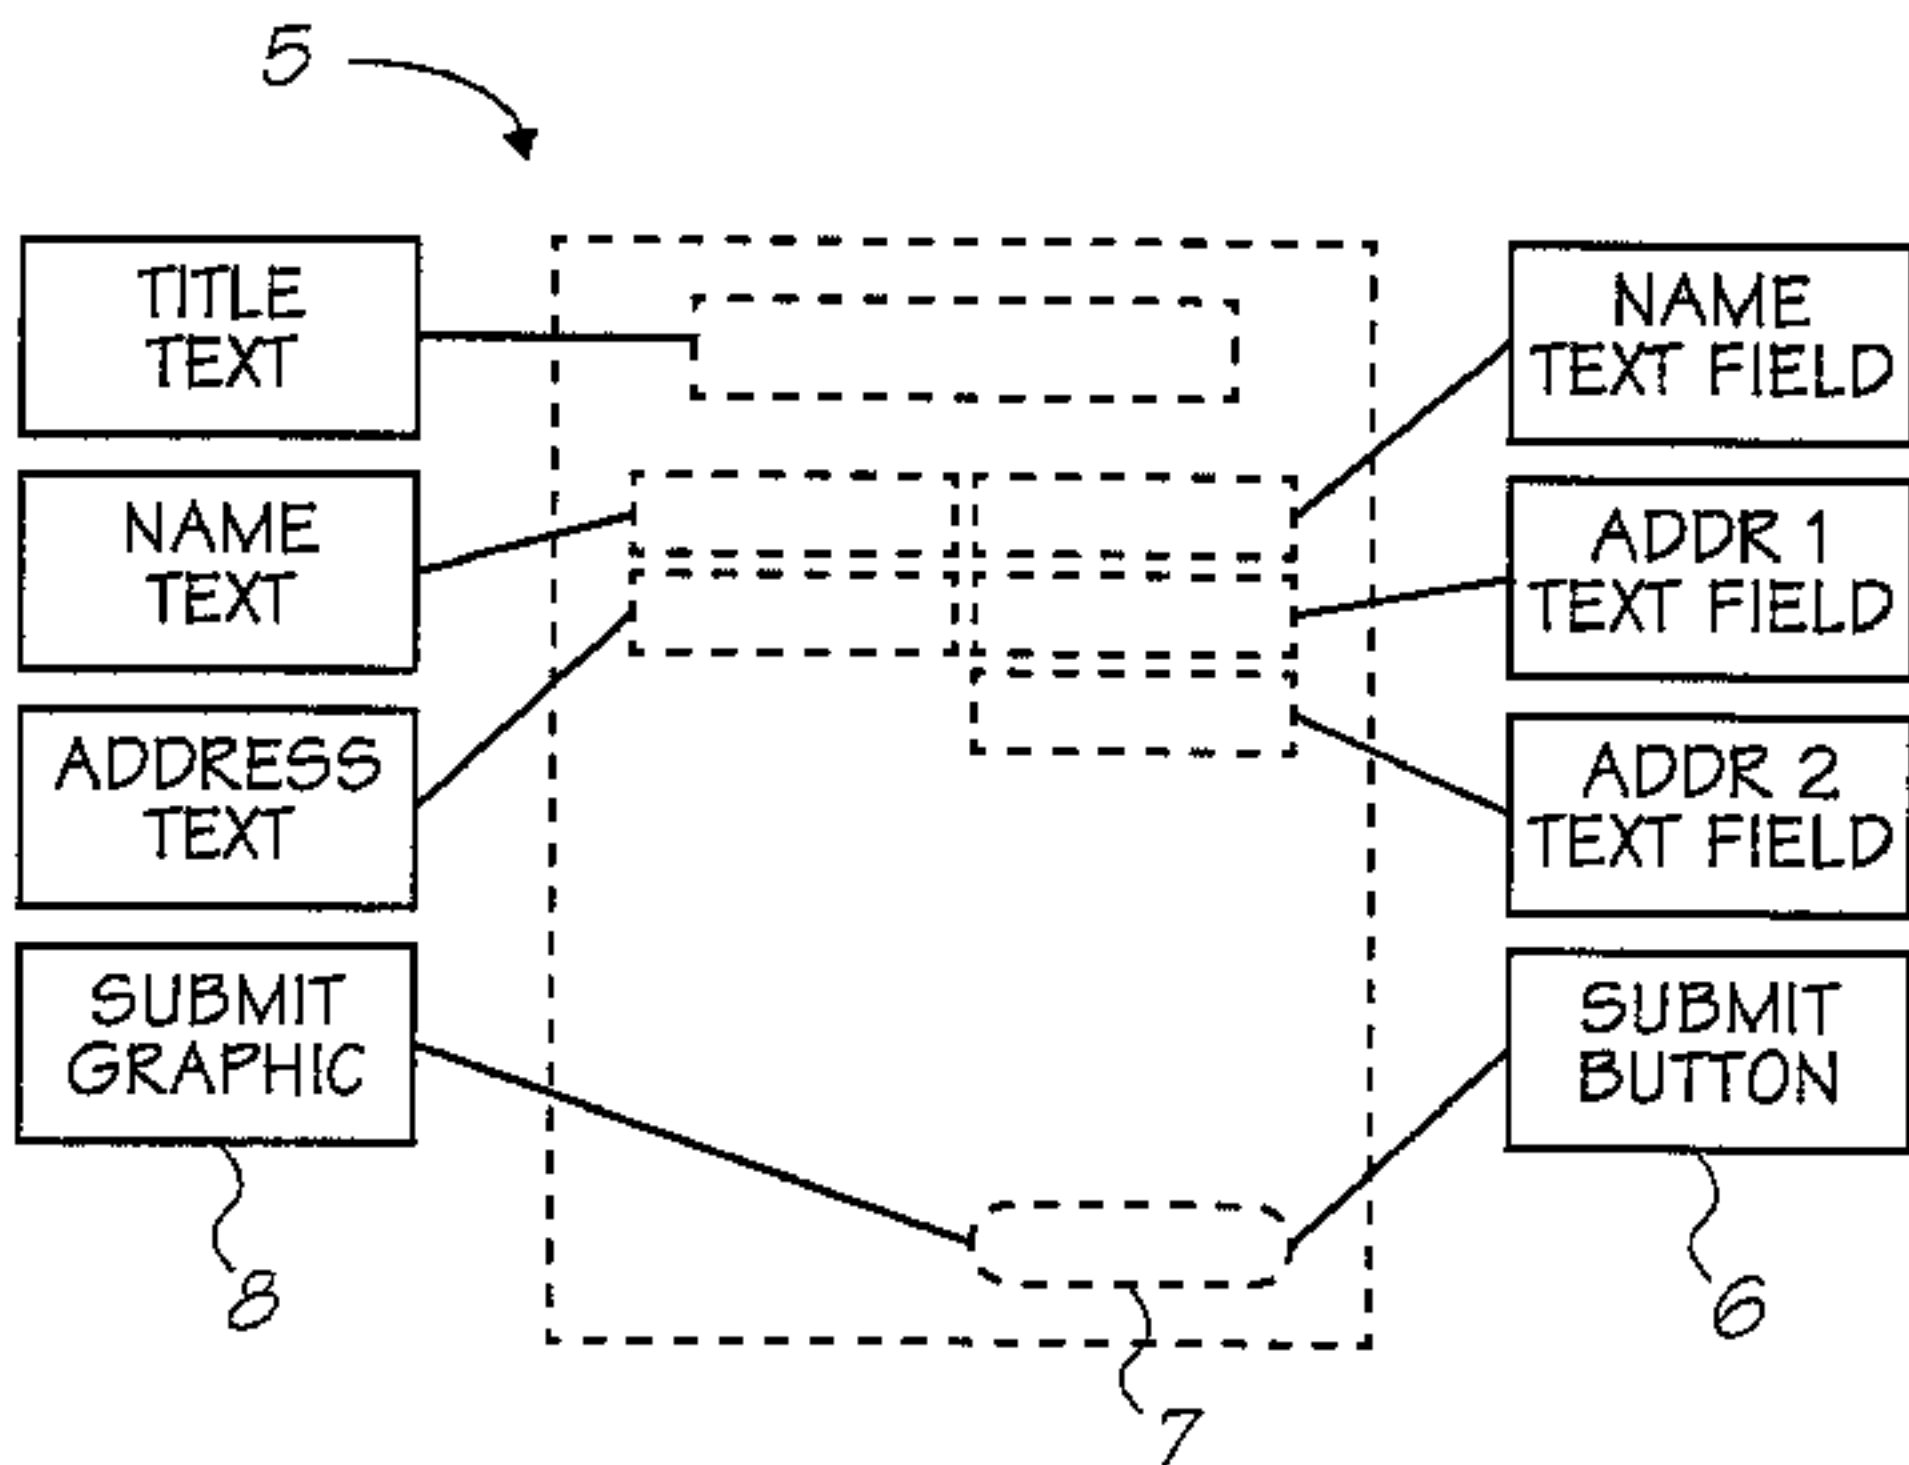 5
TITLE
TEXT
NAME
TEXT
ADDRESS
TEXT
SUBMIT
GRAPHIC
8
NAME
TEXT FIELD
ADDR 1
TEXT FIELD
ADDR 2
TEXT FIELD
SUBMIT
BUTTON
6
7